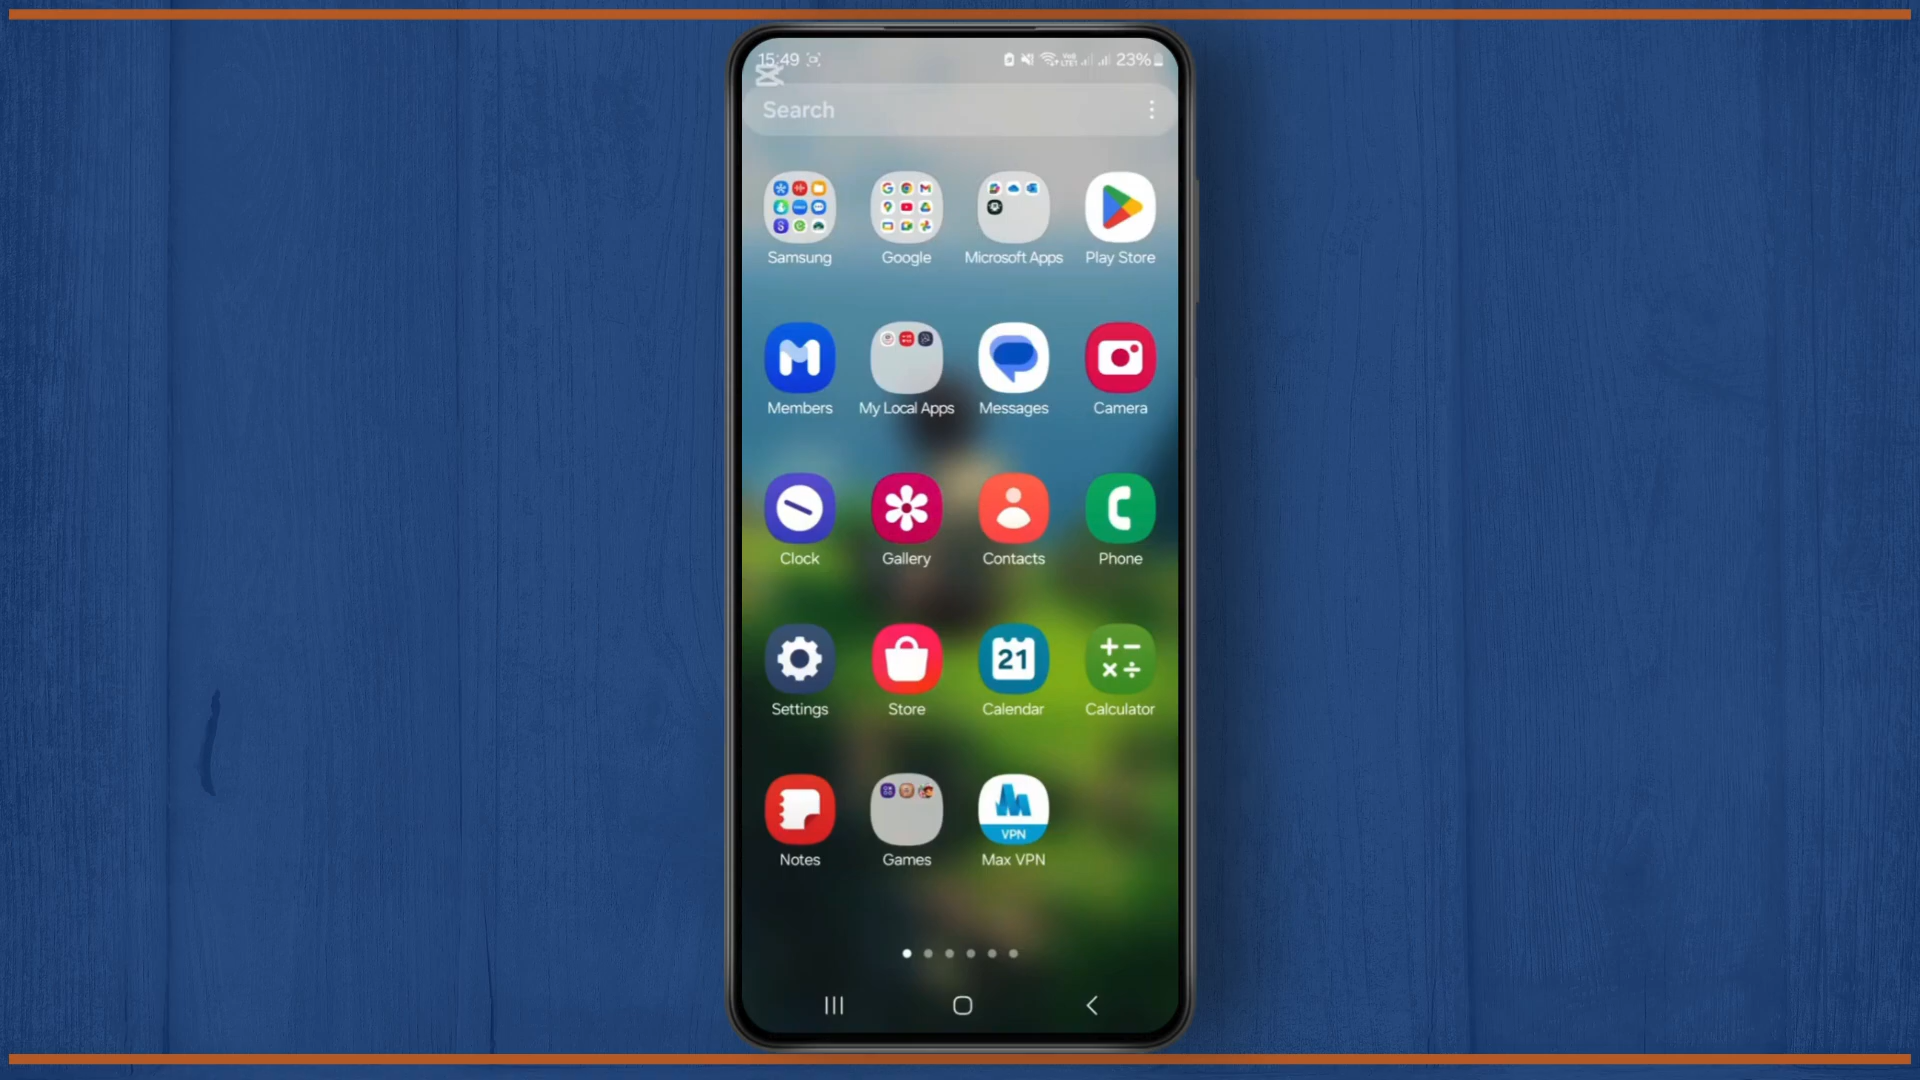 15:49 23%
Search
Samsung Google Microsoft Apps Play Store
Members My Local Apps Messages Camera
Clock Gallery Contacts Phone
21
Settings Store Calendar Calculator
VPN
Notes Games Max VPN